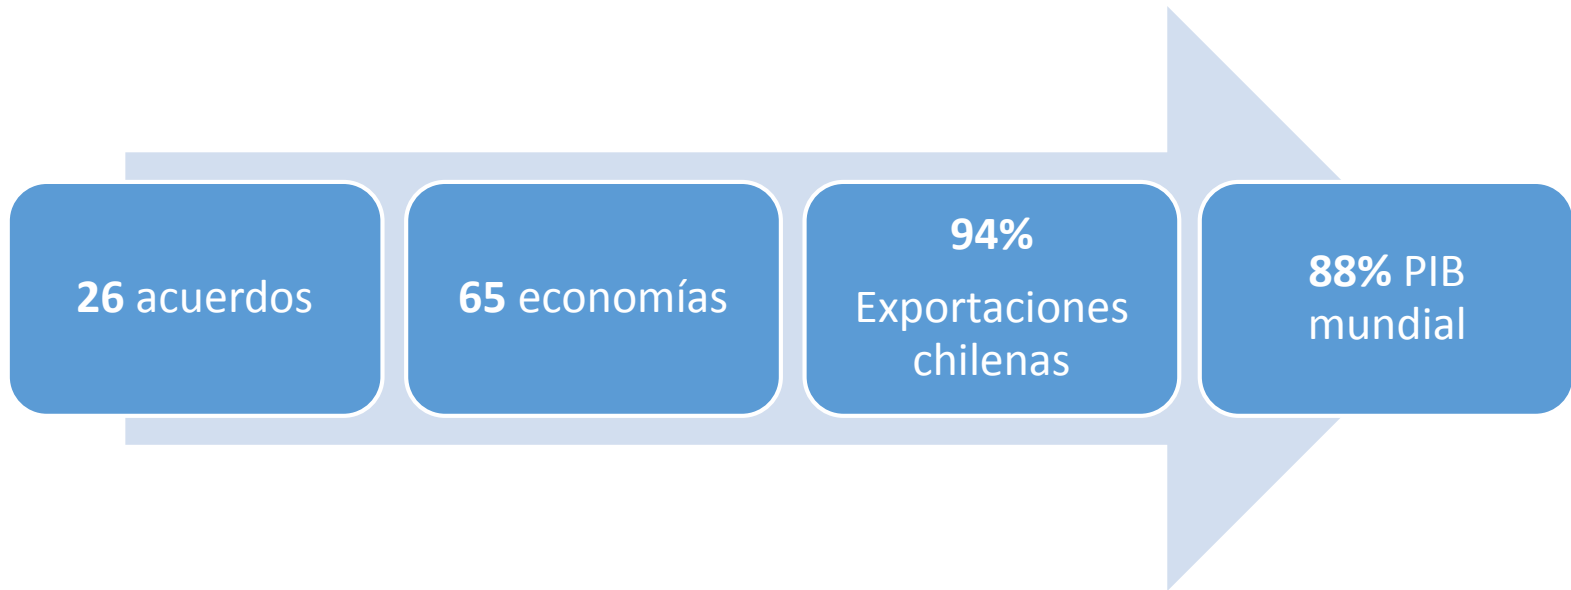 26 acuerdos
65 economías
94%
Exportaciones
chilenas
88% PIB
mundial